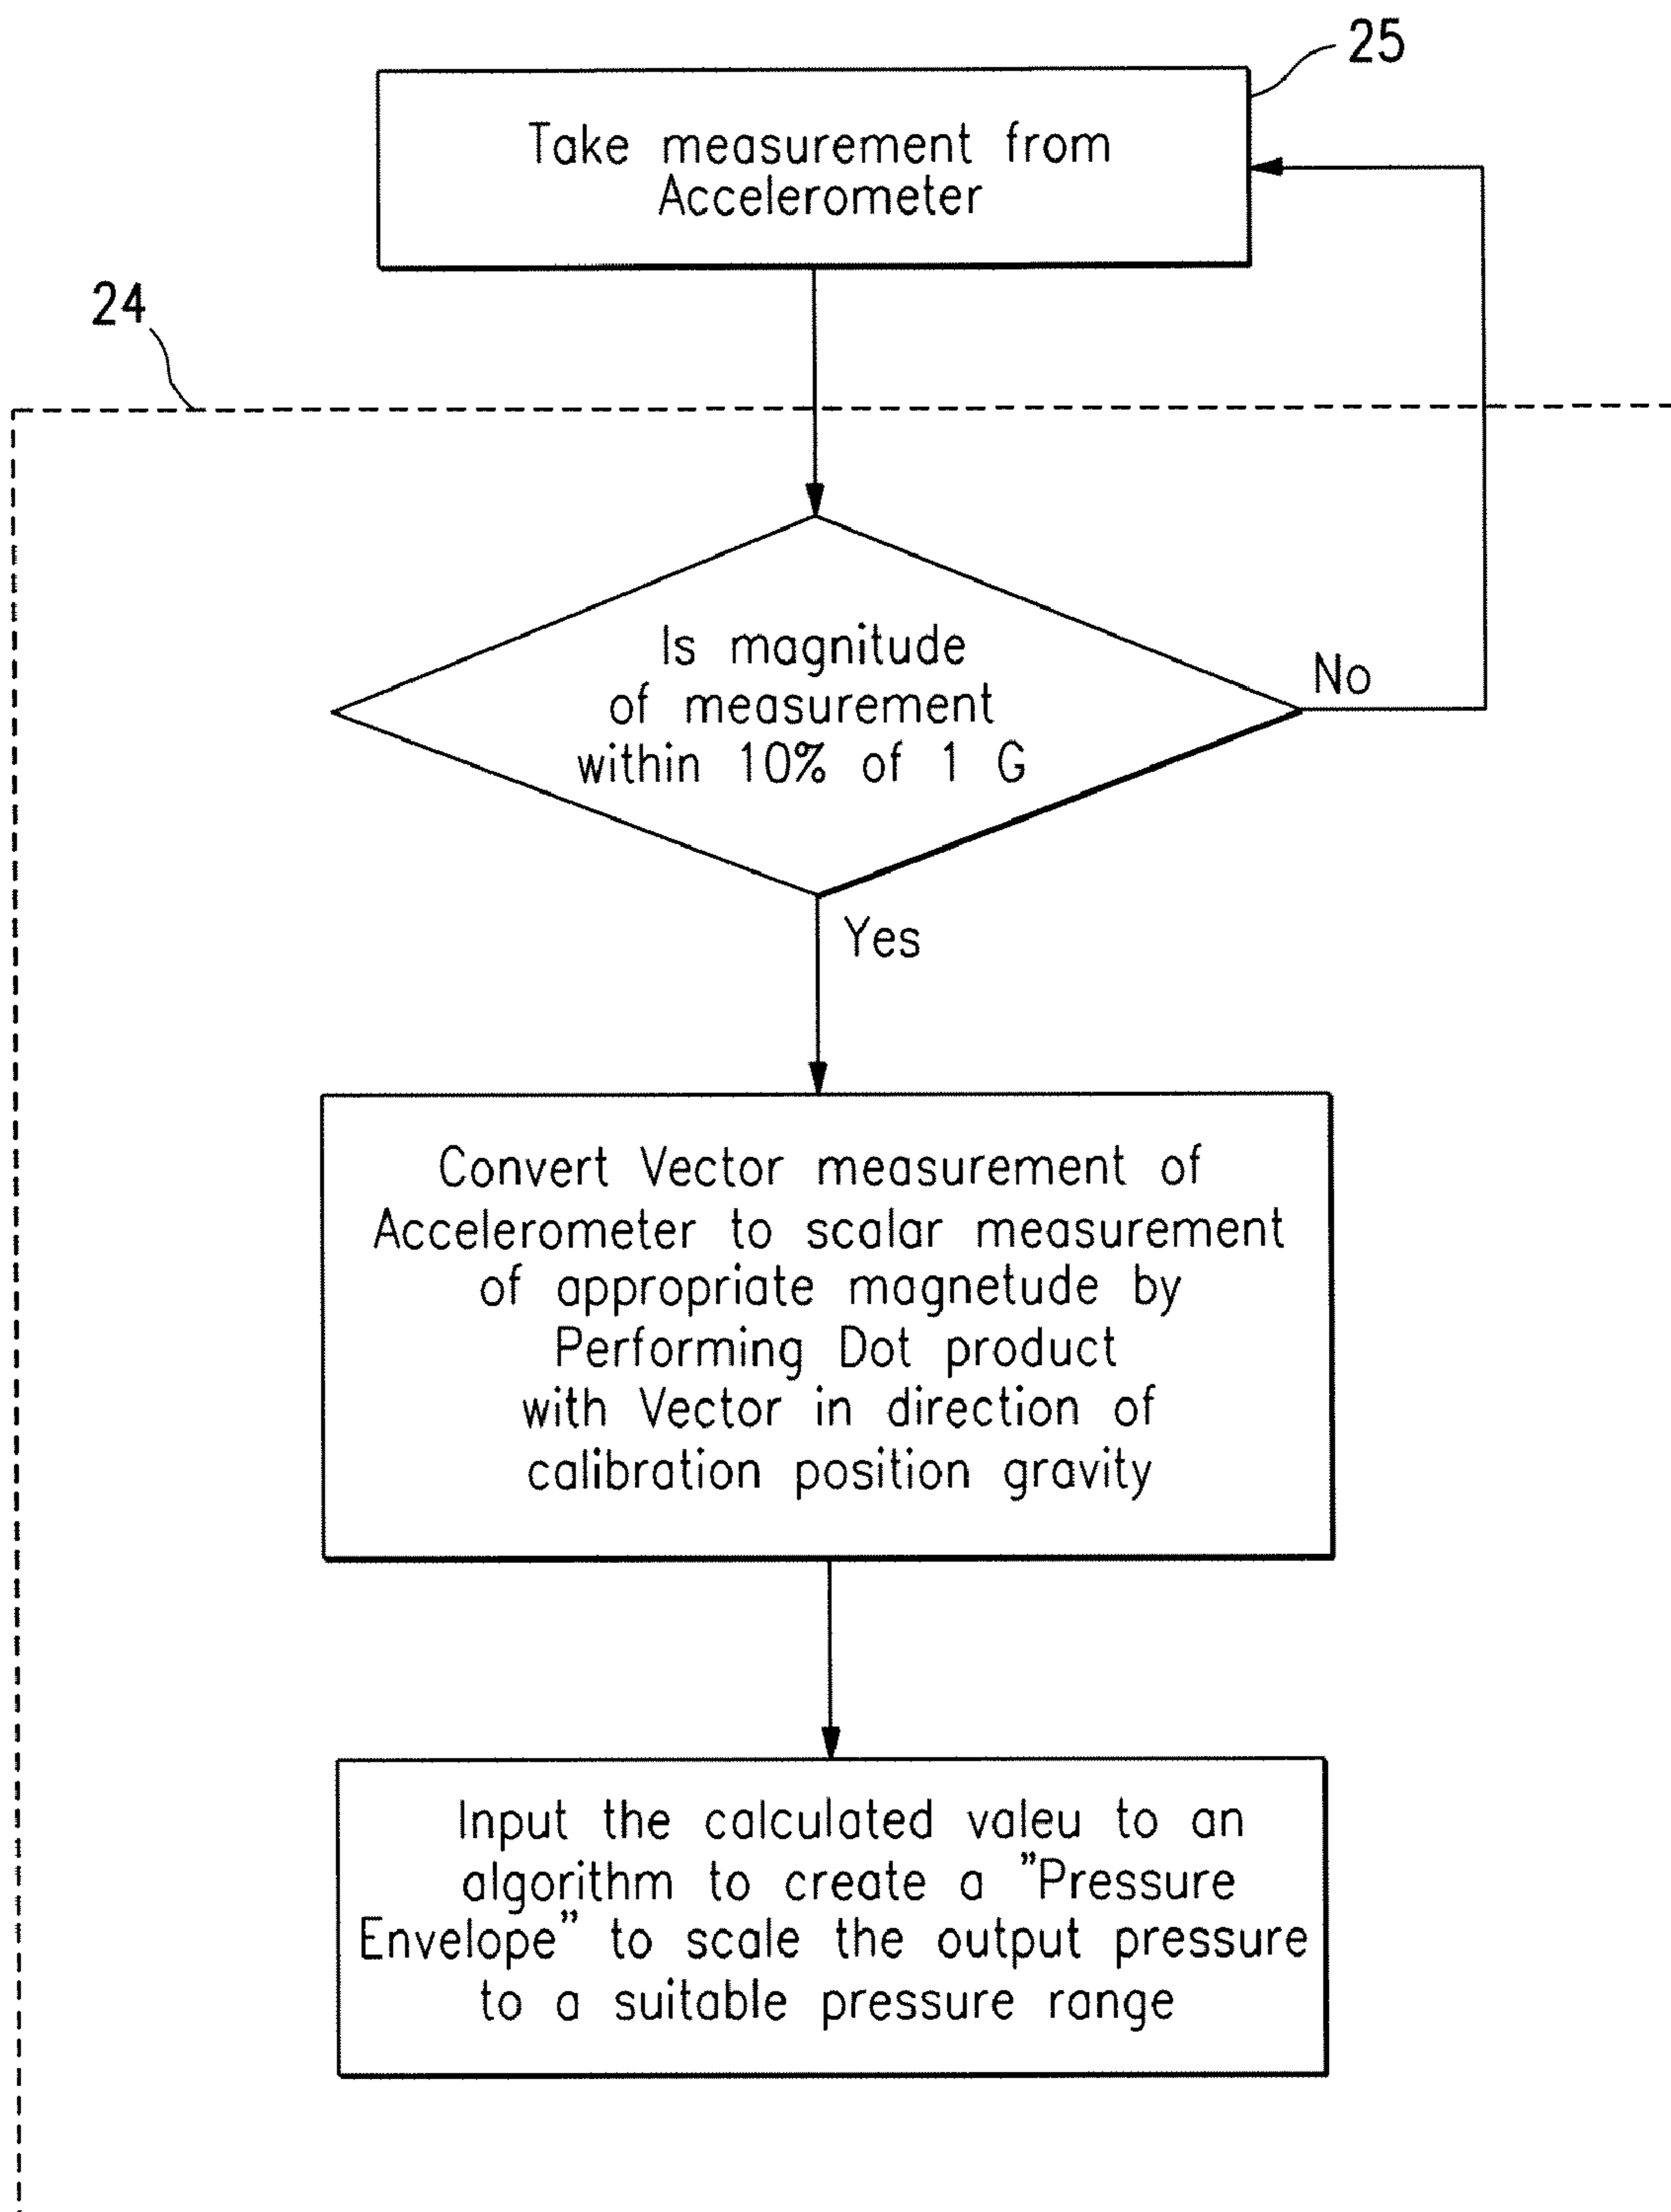 25
Take measurement from
Accelerometer
24
Is magnitude
of measurement
within 10% of 1 G
No
Yes
Convert Vector measurement of
Accelerometer to scalar measurement
of appropriate magnetude by
Performing Dot product
with Vector in direction of
calibration position gravity
Input the calculated valeu to an
algorithm to create a ”Pressure
Envelope” to scale the output pressure
to a suitable pressure range